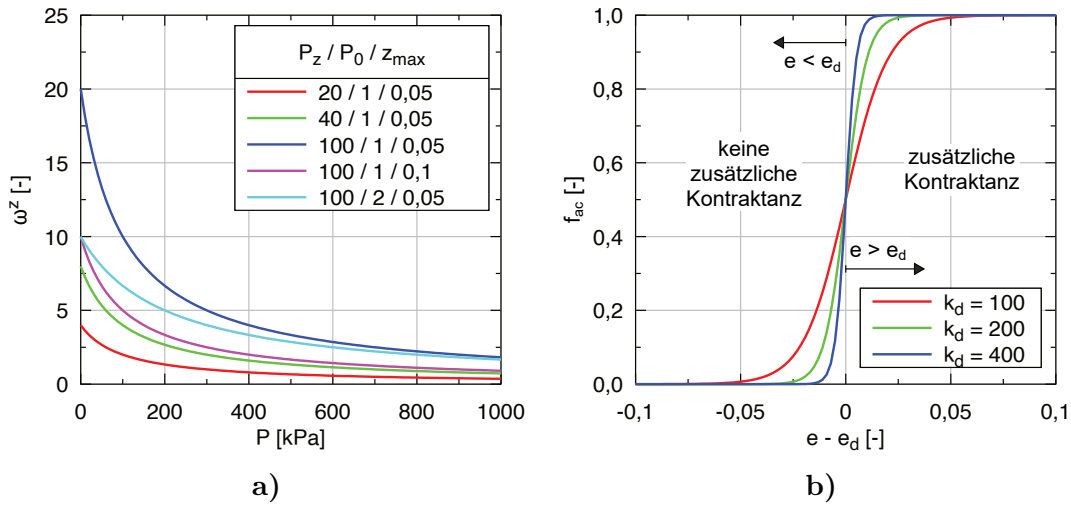 25
20
15
10
5
0
ω^z [-]
P_z / P_0 / z_max
20 / 1 / 0,05
40 / 1 / 0,05
100 / 1 / 0,05
100 / 1 / 0,1
100 / 2 / 0,05
0 200 400 600 800 1000
P [kPa]
a)
1,0
0,8
0,6
0,4
0,2
0,0
f_ac [-]
e < e_d
keine
zusätzliche
Kontraktanz
zusätzliche
Kontraktanz
e > e_d
k_d = 100
k_d = 200
k_d = 400
-0,1 -0,05 0 0,05 0,1
e - e_d [-]
b)